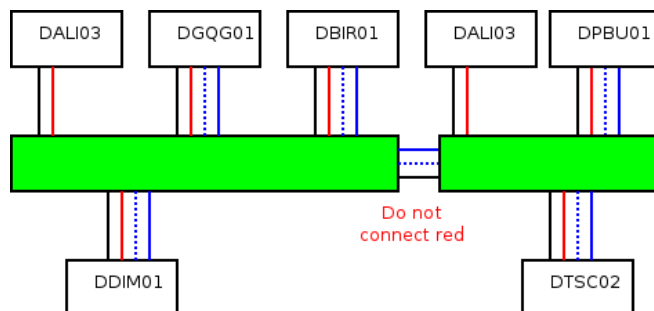 DALI03
DGQG01
DBIR01
DALI03
DPBU01
Do not
connect red
DDIM01
DTSC02